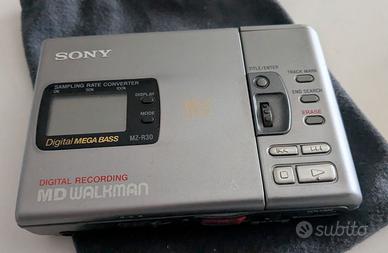 SONY
SAMPLING RATE CONVERTER
TITLE/ENTER
TRACK MARK
DISPLAY
END SEARCH
MODE
ERASE
Digital MEGA BASS
MZ-R30
DIGITAL RECORDING
MD WALKMAN
subito